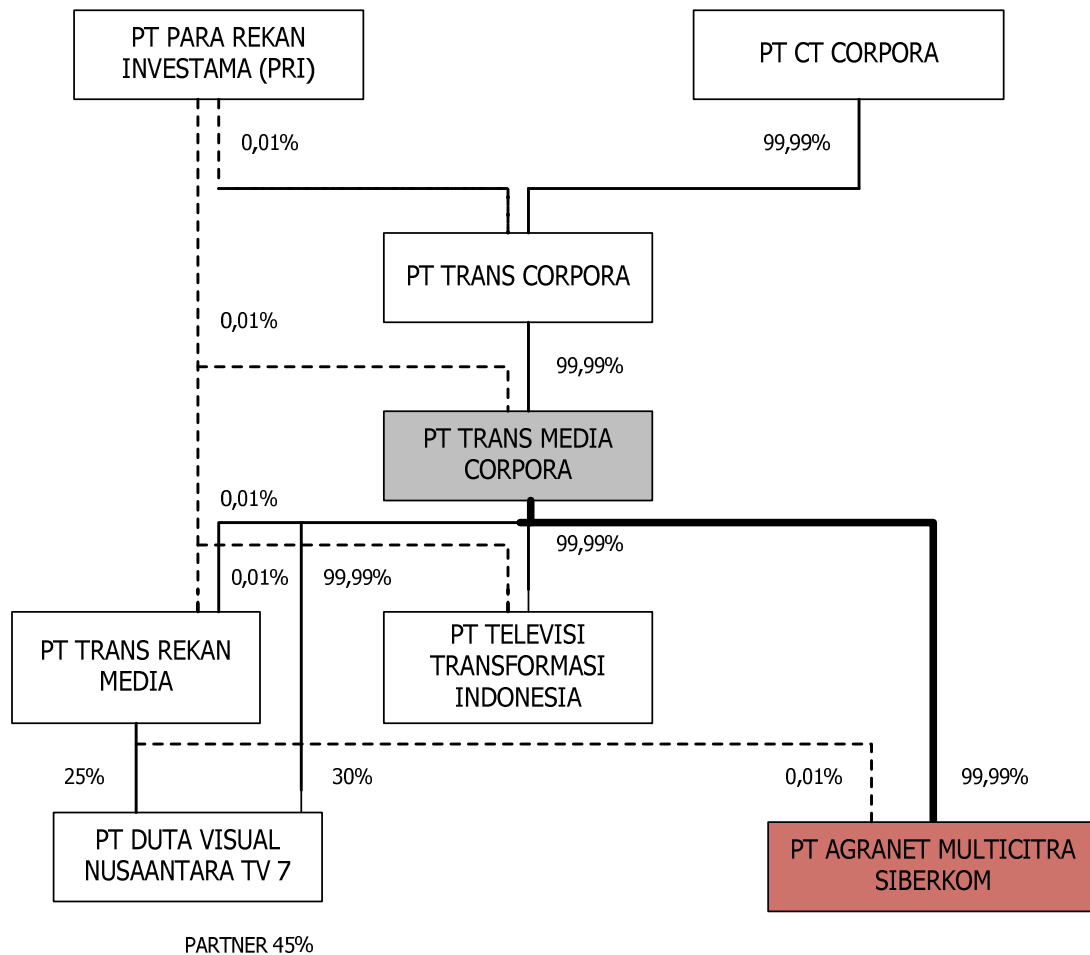 PT PARA REKAN
INVESTAMA (PRI)
PT CT CORPORA
0,01%
99,99%
PT TRANS CORPORA
0,01%
99,99%
PT TRANS MEDIA
CORPORA
0,01%
99,99%
0,01%
99,99%
PT TRANS REKAN
MEDIA
PT TELEVISI
TRANSFORMASI
INDONESIA
25%
30%
0,01%
99,99%
PT DUTA VISUAL
NUSAANTARA TV 7
PT AGRANET MULTICITRA
SIBERKOM
PARTNER 45%